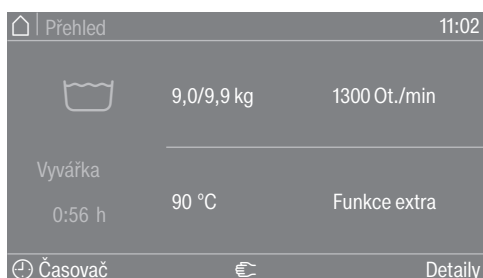 Přehled 11:02
9,0/9,9 kg 1300 Ot./min
Vyvářka
0:56 h
90 °C Funkce extra
Časovač Detaily